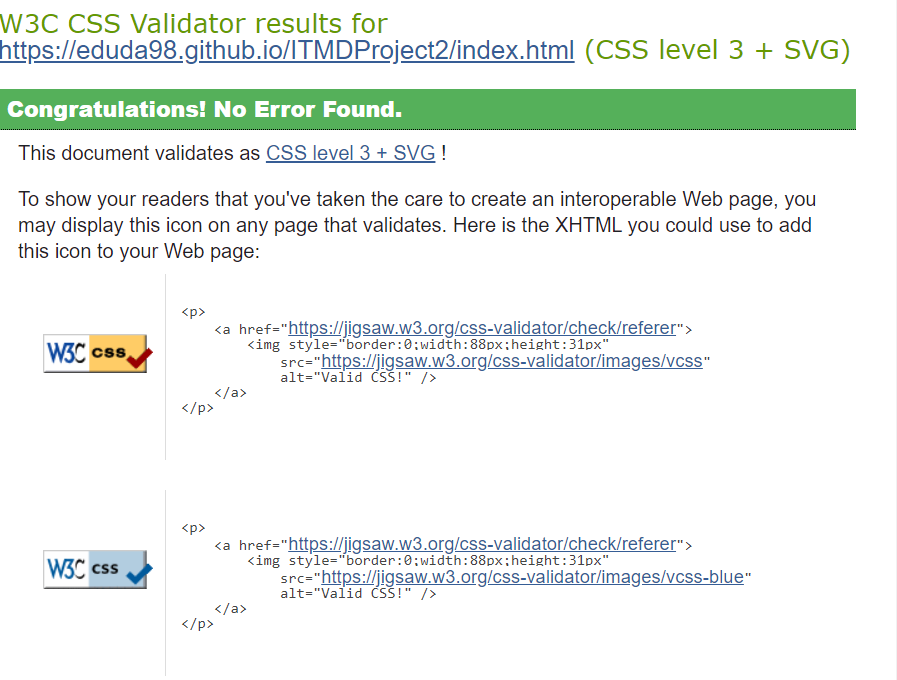 W3C CSS Validator results for
https://eduda98.github.io/ITMDProject2/index.html (CSS level 3 + SVG)
Congratulations! No Error Found.
This document validates as CSS level 3 + SVG !
To show your readers that you've taken the care to create an interoperable Web page, you
may display this icon on any page that validates. Here is the XHTML you could use to add
this icon to your Web page:
W3C css
<p>
<a href="https://jigsaw.w3.org/css-validator/check/referer">
<img style="border:0;width:88px;height:31px"
src="https://jigsaw.w3.org/css-validator/images/vcss"
alt="Valid CSS!" />
</a>
</p>
W3C css
<p>
<a href="https://jigsaw.w3.org/css-validator/check/referer">
<img style="border:0;width:88px;height:31px"
src="https://jigsaw.w3.org/css-validator/images/vcss-blue"
alt="Valid CSS!" />
</a>
</p>